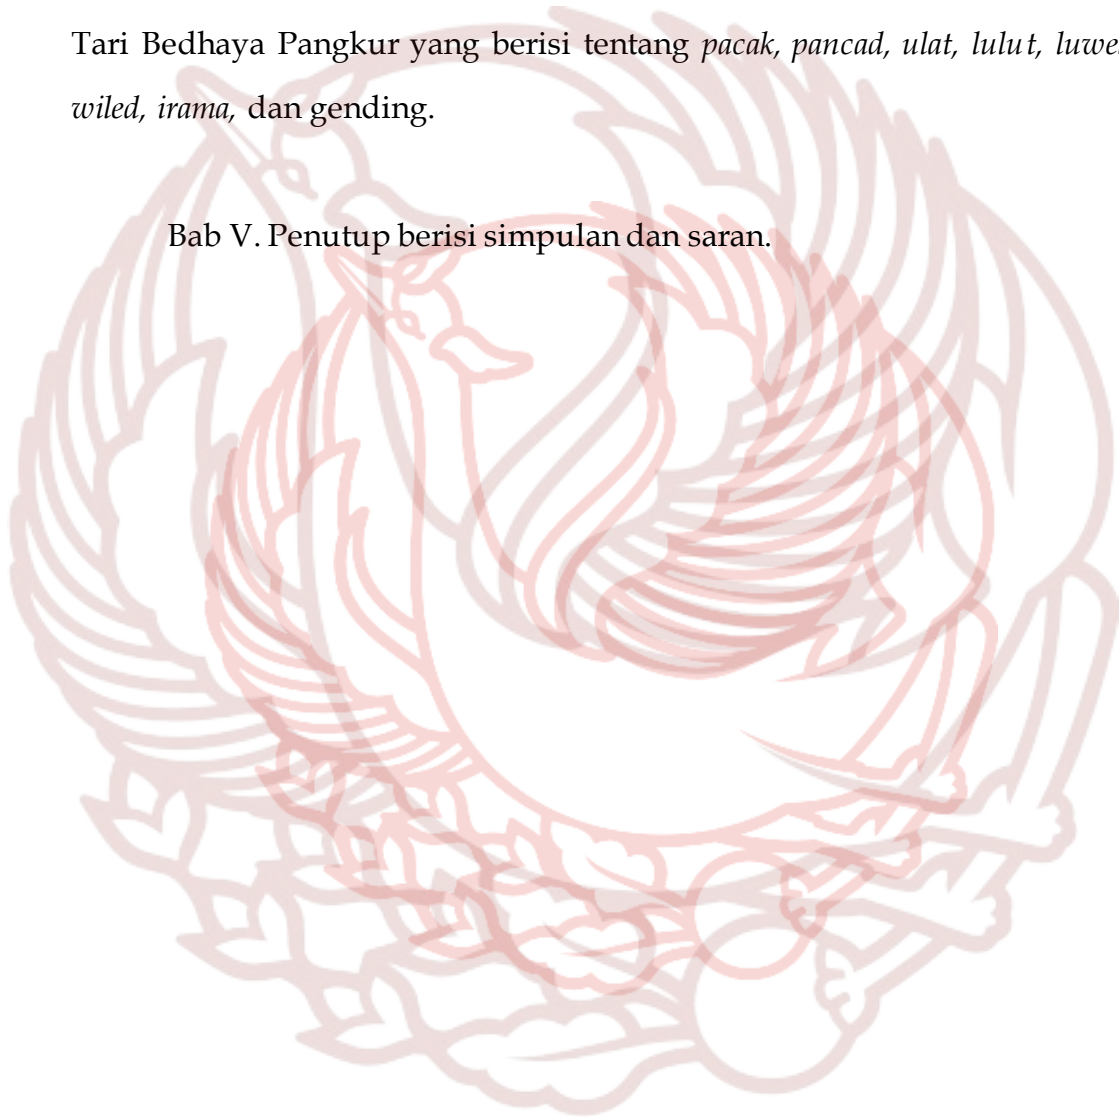 Tari Bedhaya Pangkur yang berisi tentang pacak, pancad, ulat, lulut,
wiled, irama, dan gending.
Bab V. Penutup berisi simpulan dan saran.